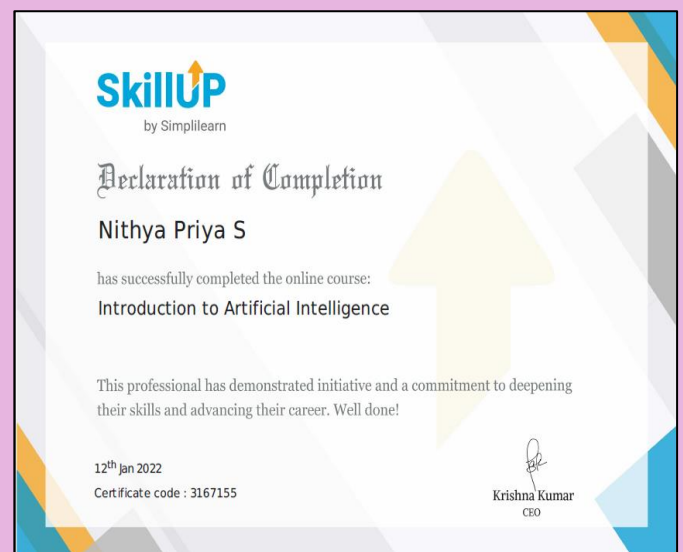 SkillUP
by Simplilearn
Declaration of Completion
Nithya Priya S
has successfully completed the online course:
Introduction to Artificial Intelligence
This professional has demonstrated initiative and a commitment to deepening
their skills and advancing their career. Well done!
12th Jan 2022
Certificate code : 3167155
Krishna Kumar
CEO